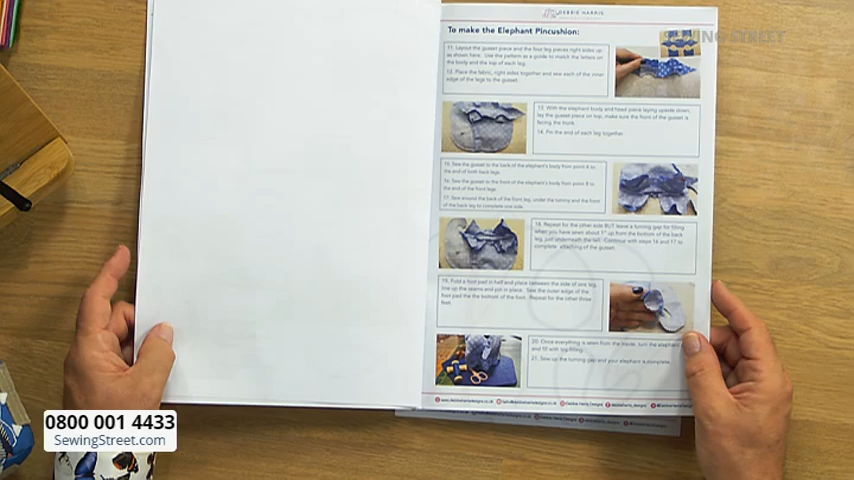 DEBBIE HARRIS
SEWING STREET
To make the Elephant Pincushion:
11. Layout the gusset piece and the four leg pieces right sides up
as shown here. Use the pattern as a guide to match the letters on
the body and the top of each leg.
12. Place the fabric, right sides together and sew each of the inner
edge of the legs to the gusset.
13. With the elephant body and head piece laying upside down,
lay the gusset piece on top, make sure the front of the gusset is
facing the trunk.
14. Pin the end of each leg together.
15. Sew the gusset to the back of the elephant's body from point A to
the end of both back legs.
16. Sew the gusset to the front of the elephant's body from point B to
the end of the front legs.
17. Sew around the back of the front leg, under the tummy and the front
of the back leg to complete one side.
18. Repeat for the other side BUT leave a turning gap for filling
when you have sewn about 1" up from the bottom of the back
leg, just underneath the tail. Continue with steps 16 and 17 to
complete attaching of the gusset.
19. Fold a foot pad in half and place between the side of one leg,
line up the seams and pin in place. Sew the outer edge of the
foot pad the the bottom of the foot. Repeat for the other three
feet.
20. Once everything is sewn from the inside, turn the elephant
and fill with toy filling.
21. Sew up the turning gap and your elephant is complete.
0800 001 4433
SewingStreet.com